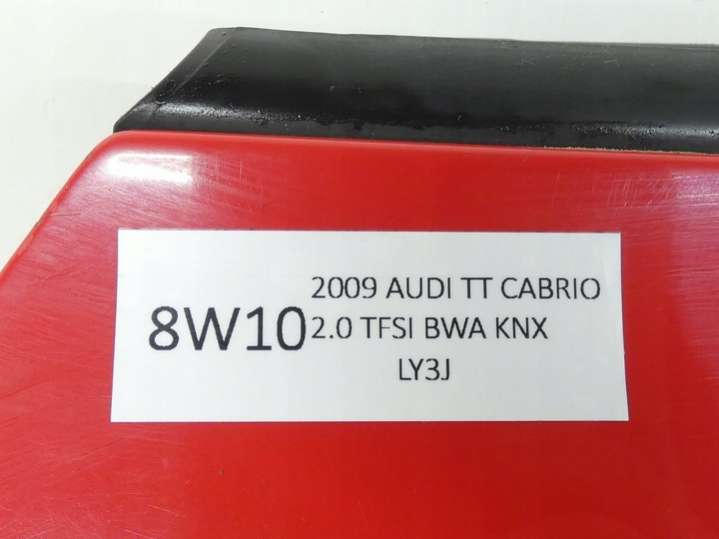 8W10
2009 AUDI TT CABRIO
2.0 TFSI BWA KNX
LY3J